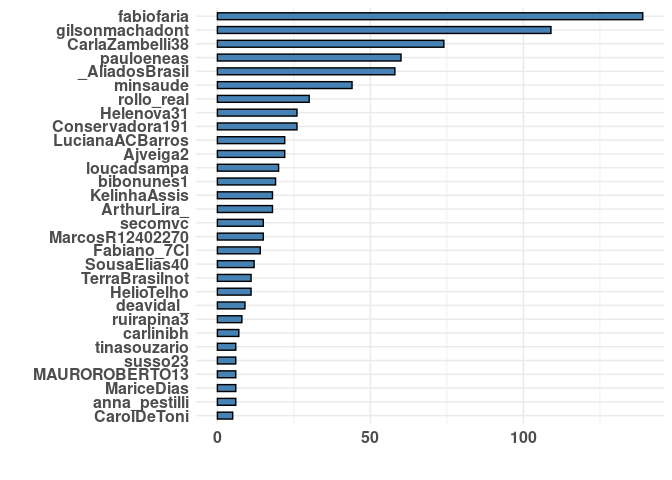 fabiofaria
gilsonmachadont
CarlaZambelli38
pauloeneas
_AliadosBrasil
minsaude
rollo_real
Helenova31
Conservadora191
LucianaACBarros
Ajveiga2
loucadsampa
bibonunes1
KelinhaAssis
ArthurLira_
secomvc
MarcosR12402270
Fabiano_7Cl
SousaElias40
TerraBrasilnot
HelioTelho
deavidal_
ruirapina3
carlinibh
tinasouzario
susso23
MAUROROBERTO13
MariceDias
anna_pestilli
CarolDeToni
0 50 100